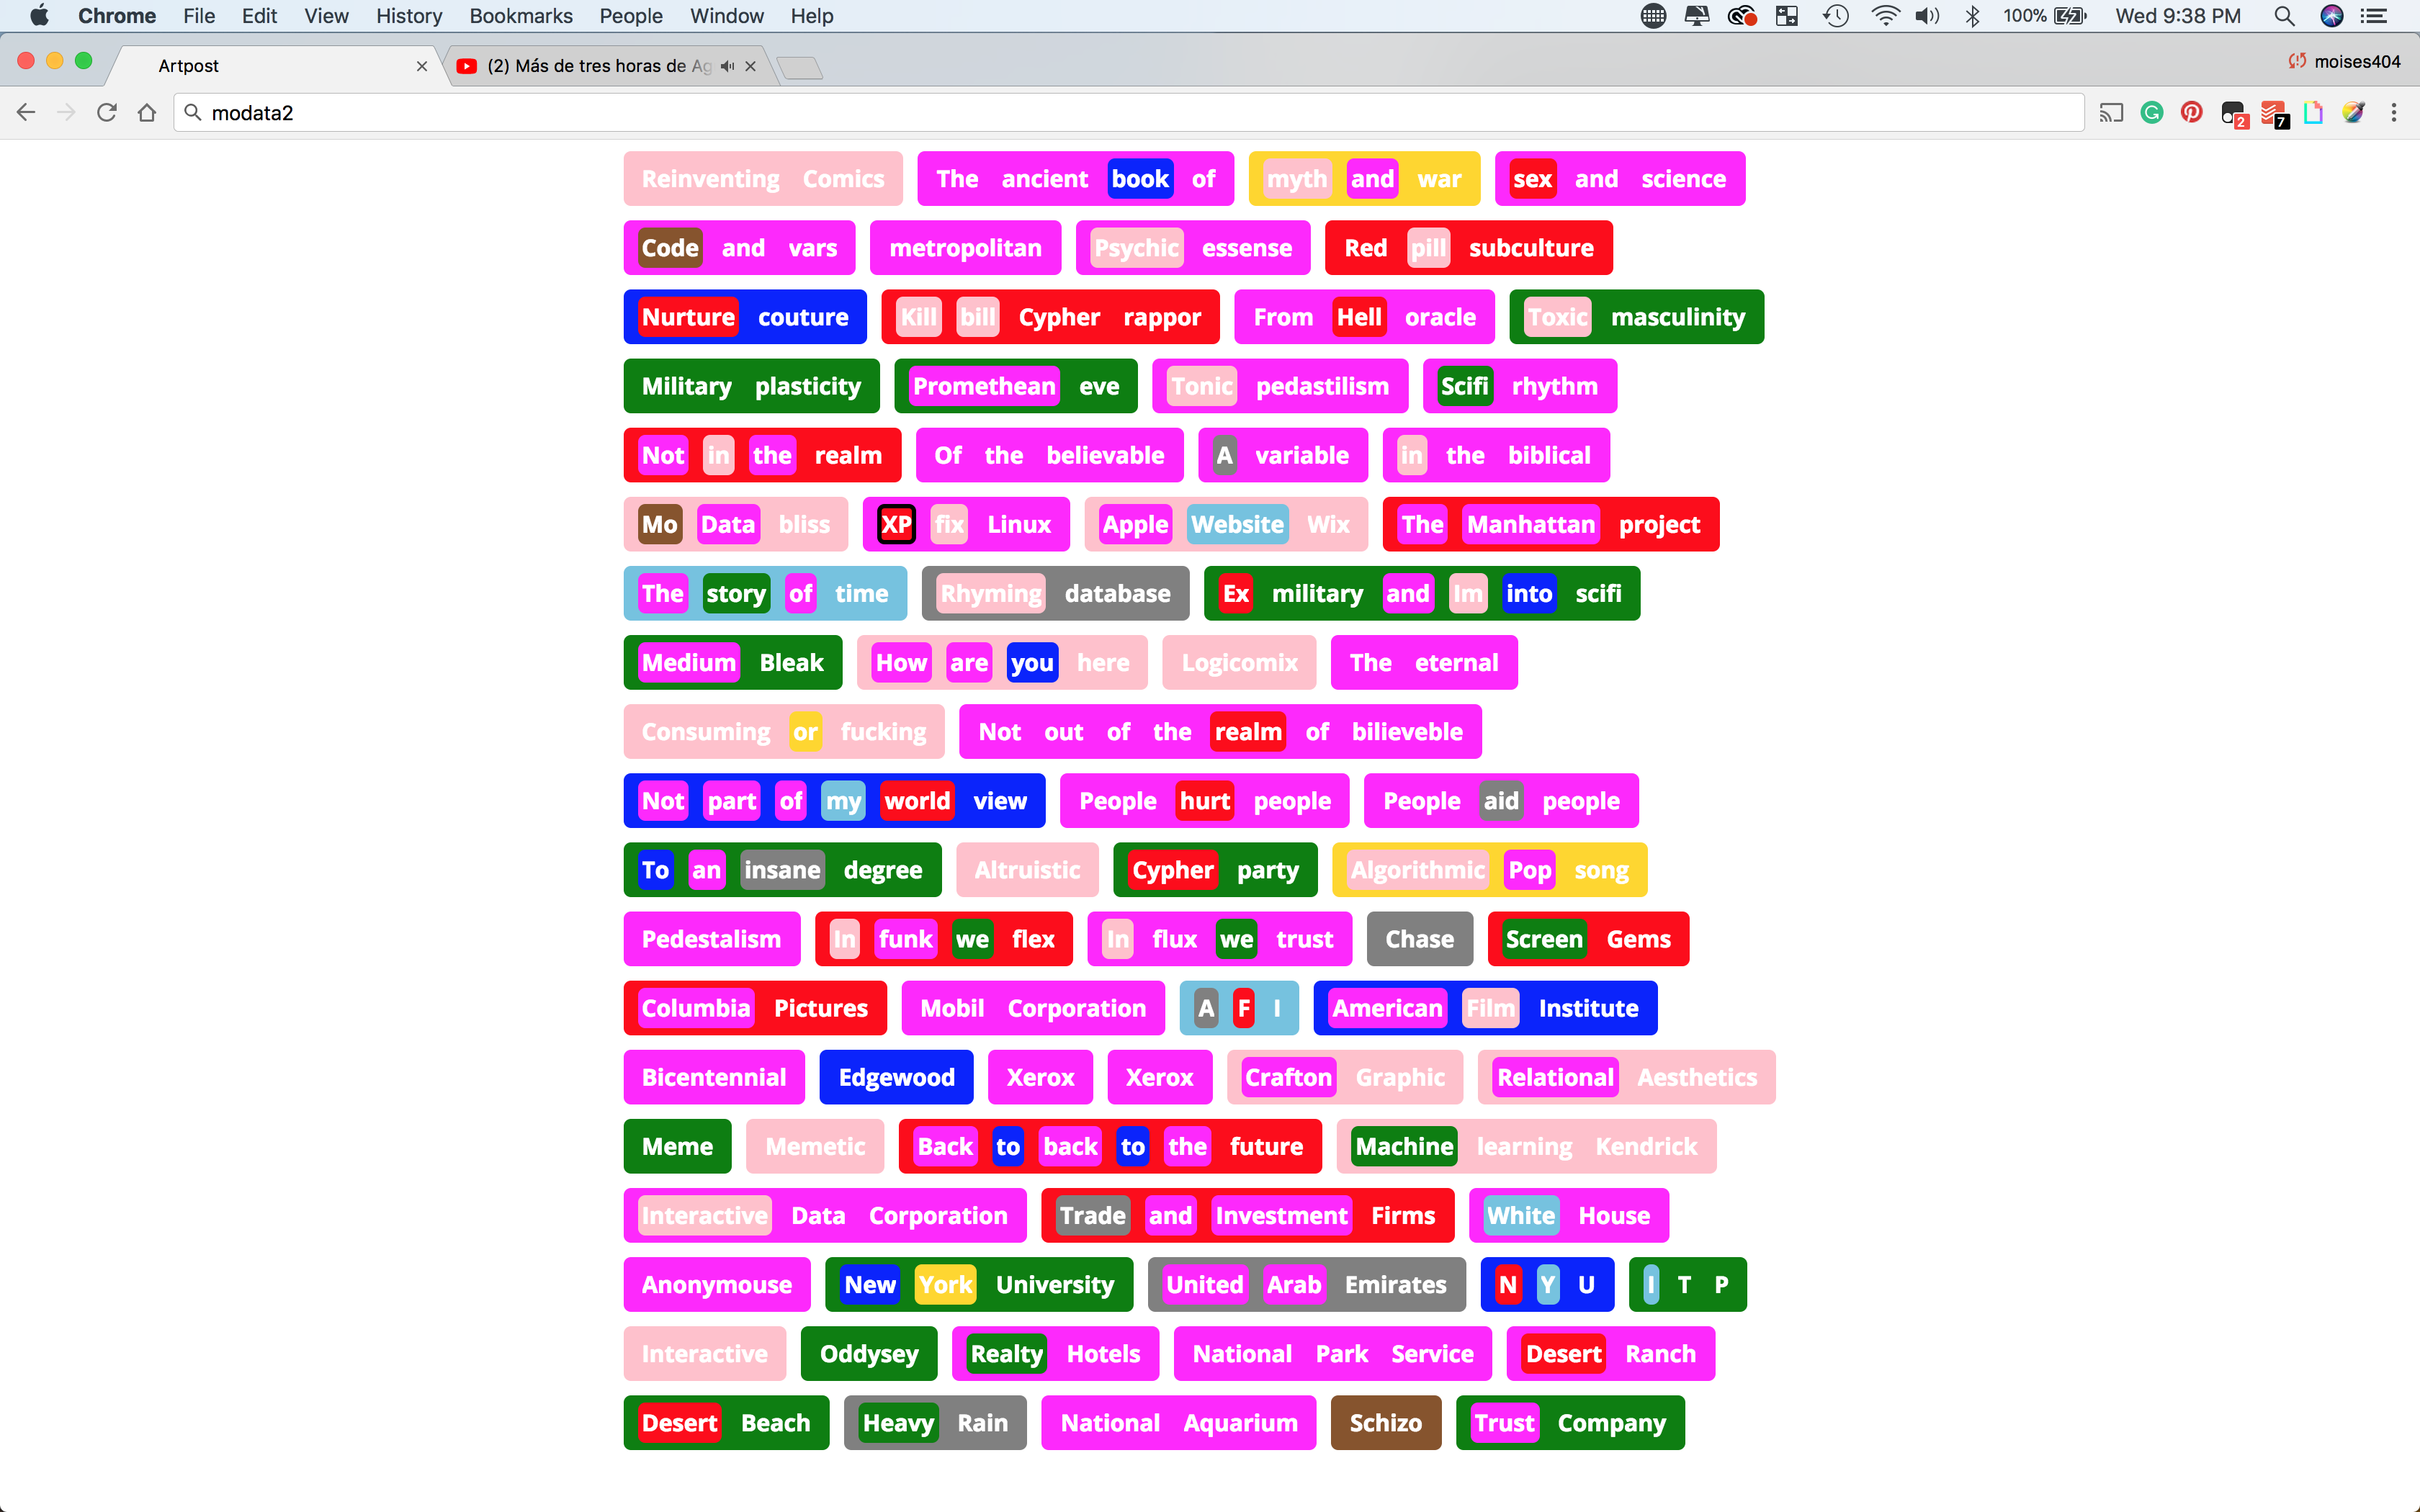 Chrome File Edit View History Bookmarks People Window Help 100% Wed 9:38 PM
Artpost (2) Más de tres horas de Ag moises404
modata2 2 7
Reinventing Comics The ancient book of myth and war sex and science
Code and vars metropolitan Psychic essense Red pill subculture
Nurture couture Kill bill Cypher rappor From Hell oracle Toxic masculinity
Military plasticity Promethean eve Tonic pedastilism Scifi rhythm
Not in the realm Of the believable A variable in the biblical
Mo Data bliss XP fix Linux Apple Website Wix The Manhattan project
The story of time Rhyming database Ex military and Im into scifi
Medium Bleak How are you here Logicomix The eternal
Consuming or fucking Not out of the realm of bilieveble
Not part of my world view People hurt people People aid people
To an insane degree Altruistic Cypher party Algorithmic Pop song
Pedestalism In funk we flex In flux we trust Chase Screen Gems
Columbia Pictures Mobil Corporation A F I American Film Institute
Bicentennial Edgewood Xerox Xerox Crafton Graphic Relational Aesthetics
Meme Memetic Back to back to the future Machine learning Kendrick
Interactive Data Corporation Trade and Investment Firms White House
Anonymouse New York University United Arab Emirates N Y U I T P
Interactive Oddysey Realty Hotels National Park Service Desert Ranch
Desert Beach Heavy Rain National Aquarium Schizo Trust Company